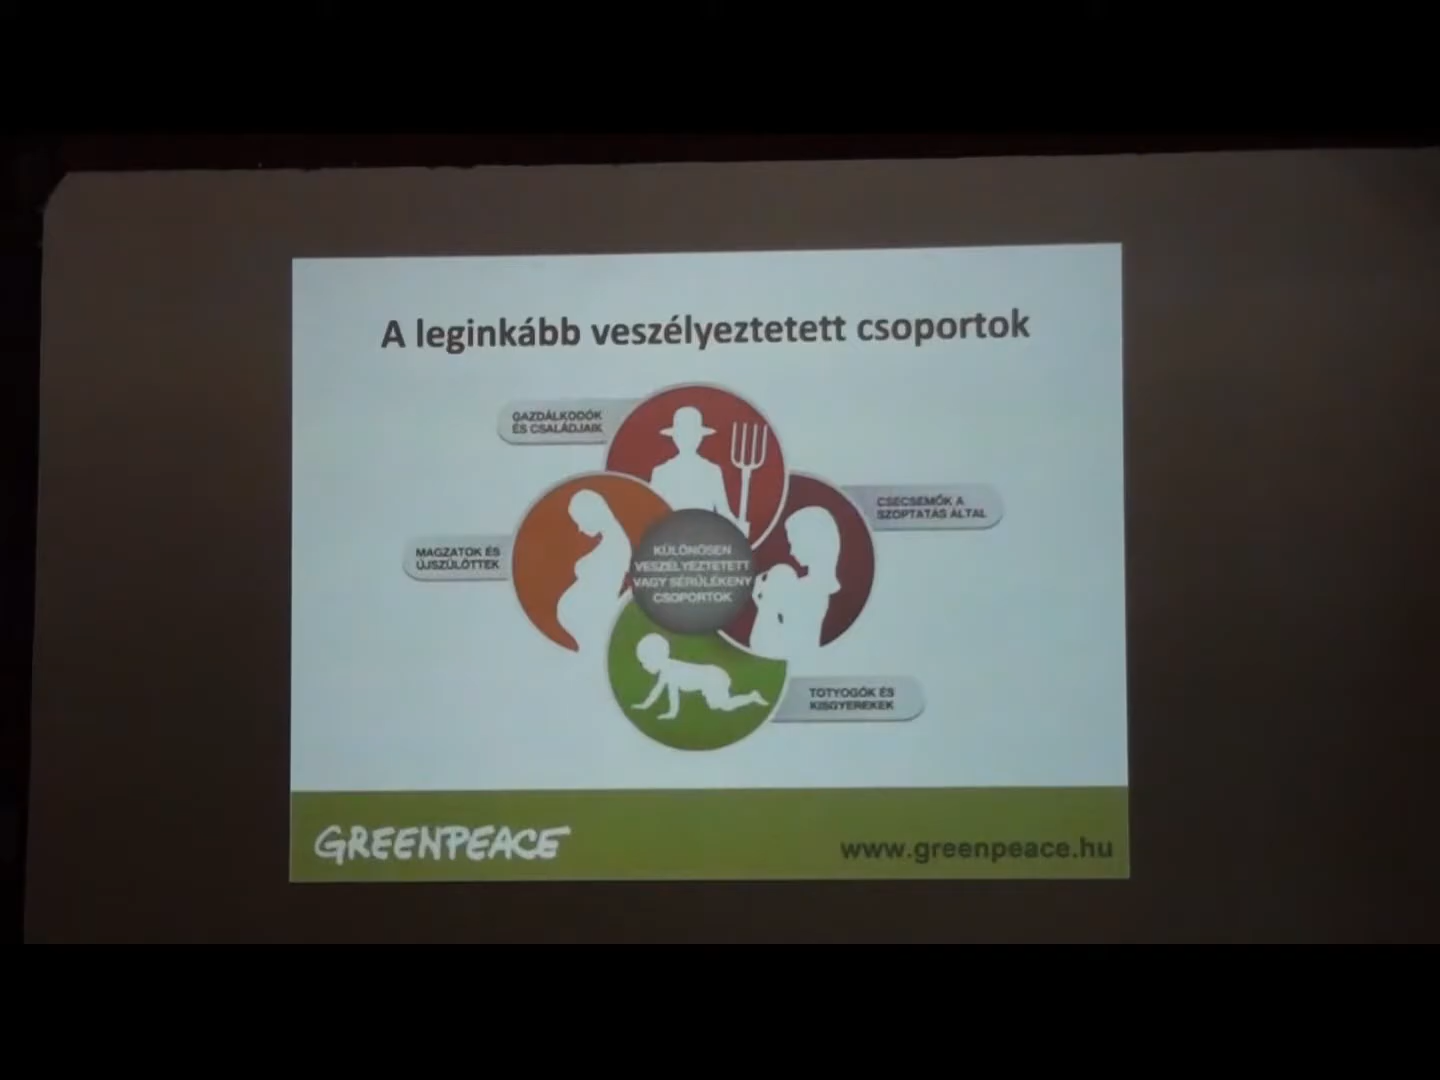 A leginkább veszélyeztetett csoportok
GAZDÁLKODÓK
ÉS CSALÁDJAIK
CSECSEMŐK A
SZOPTATÁS ÁLTAL
MAGZATOK ÉS
ÚJSZÜLÖTTEK
KÜLÖNÖSEN
VESZÉLYEZTETETT
VAGY SÉRÜLÉKENY
CSOPORTOK
TOTYOGÓK ÉS
KISGYEREKEK
GREENPEACE
www.greenpeace.hu